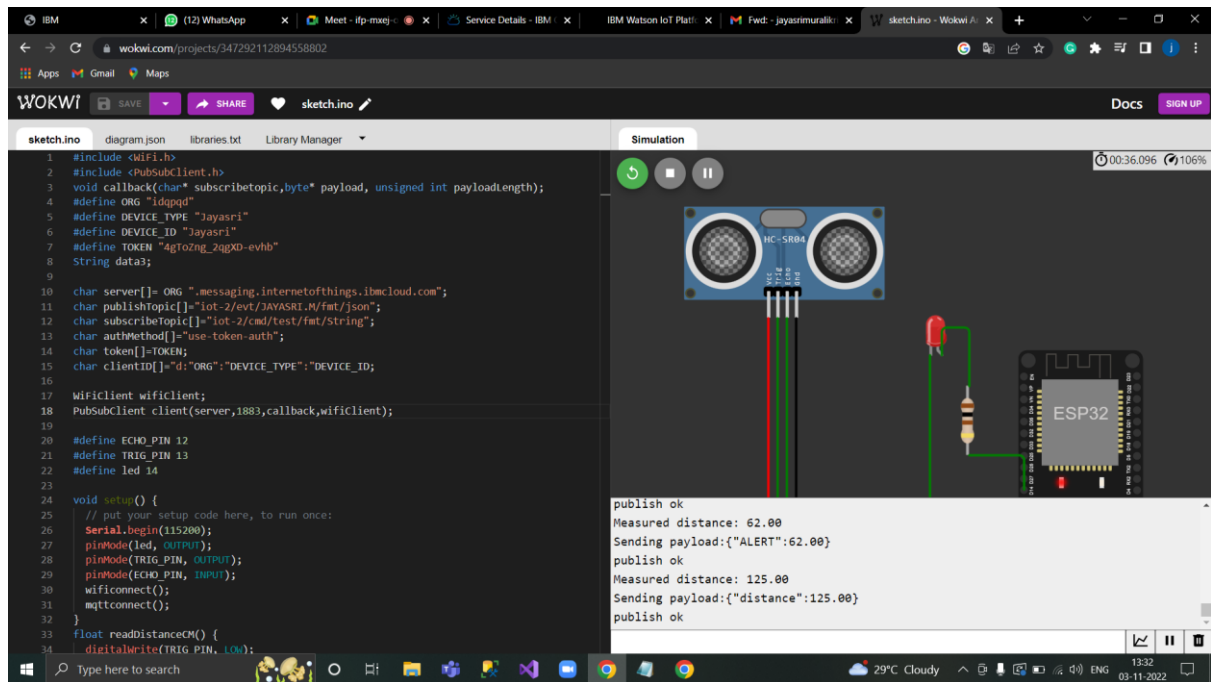 IBM
(12) WhatsApp
Meet - ifp-mxej-c
Service Details - IBM C
IBM Watson IoT Platfo
Fwd: - jayasrimuralikri
sketch.ino - Wokwi A
wokwi.com/projects/347292112894558802
Apps Gmail Maps
WOKWI SAVE SHARE sketch.ino Docs SIGN UP
sketch.ino diagram.json libraries.txt Library Manager
1 #include <WiFi.h>
2 #include <PubSubClient.h>
3 void callback(char* subscribetopic,byte* payload, unsigned int payloadLength);
4 #define ORG "idqpqd"
5 #define DEVICE_TYPE "Jayasri"
6 #define DEVICE_ID "Jayasri"
7 #define TOKEN "4gToZng_2qgXD-evhb"
8 String data3;
9
10 char server[]= ORG ".messaging.internetofthings.ibmcloud.com";
11 char publishTopic[]="iot-2/evt/JAYASRI.M/fmt/json";
12 char subscribeTopic[]="iot-2/cmd/test/fmt/String";
13 char authMethod[]="use-token-auth";
14 char token[]=TOKEN;
15 char clientID[]="d:"ORG":"DEVICE_TYPE":"DEVICE_ID;
16
17 WiFiClient wifiClient;
18 PubSubClient client(server,1883,callback,wifiClient);
19
20 #define ECHO_PIN 12
21 #define TRIG_PIN 13
22 #define led 14
23
24 void setup() {
25 // put your setup code here, to run once:
26 Serial.begin(115200);
27 pinMode(led, OUTPUT);
28 pinMode(TRIG_PIN, OUTPUT);
29 pinMode(ECHO_PIN, INPUT);
30 wificonnect();
31 mqttconnect();
32 }
33 float readDistanceCM() {
34 digitalWrite(TRIG_PIN, LOW);
Simulation
00:36.096 106%
HC-SR04
Vcc
Trig
Echo
Gnd
ESP32
publish ok
Measured distance: 62.00
Sending payload:{"ALERT":62.00}
publish ok
Measured distance: 125.00
Sending payload:{"distance":125.00}
publish ok
Type here to search
29°C Cloudy
ENG
13:32
03-11-2022